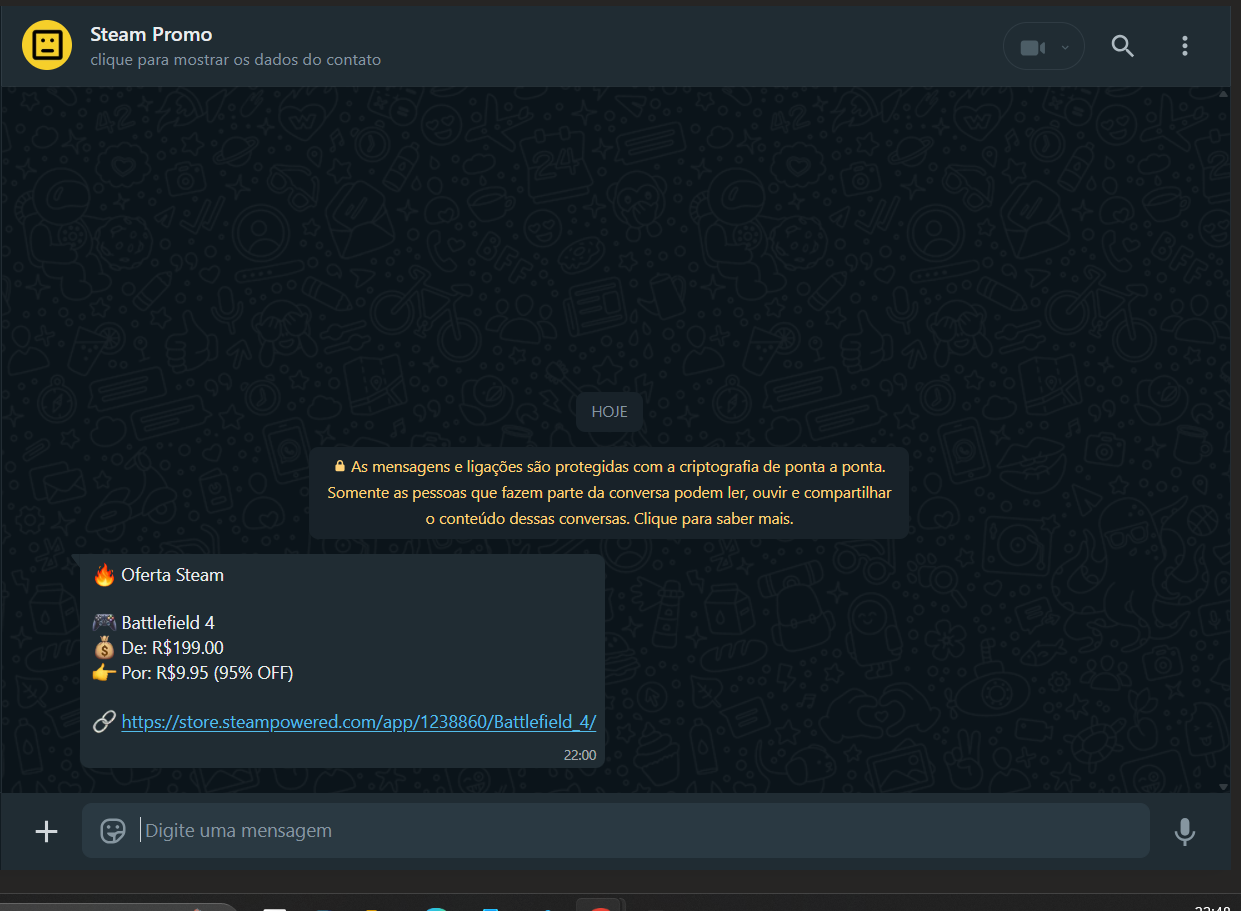 Steam Promo
clique para mostrar os dados do contato
HOJE
As mensagens e ligações são protegidas com a criptografia de ponta a ponta.
Somente as pessoas que fazem parte da conversa podem ler, ouvir e compartilhar
o conteúdo dessas conversas. Clique para saber mais.
🔥 Oferta Steam
🎮 Battlefield 4
💰 De: R$199.00
👉 Por: R$9.95 (95% OFF)
🔗 https://store.steampowered.com/app/1238860/Battlefield_4/
22:00
Digite uma mensagem